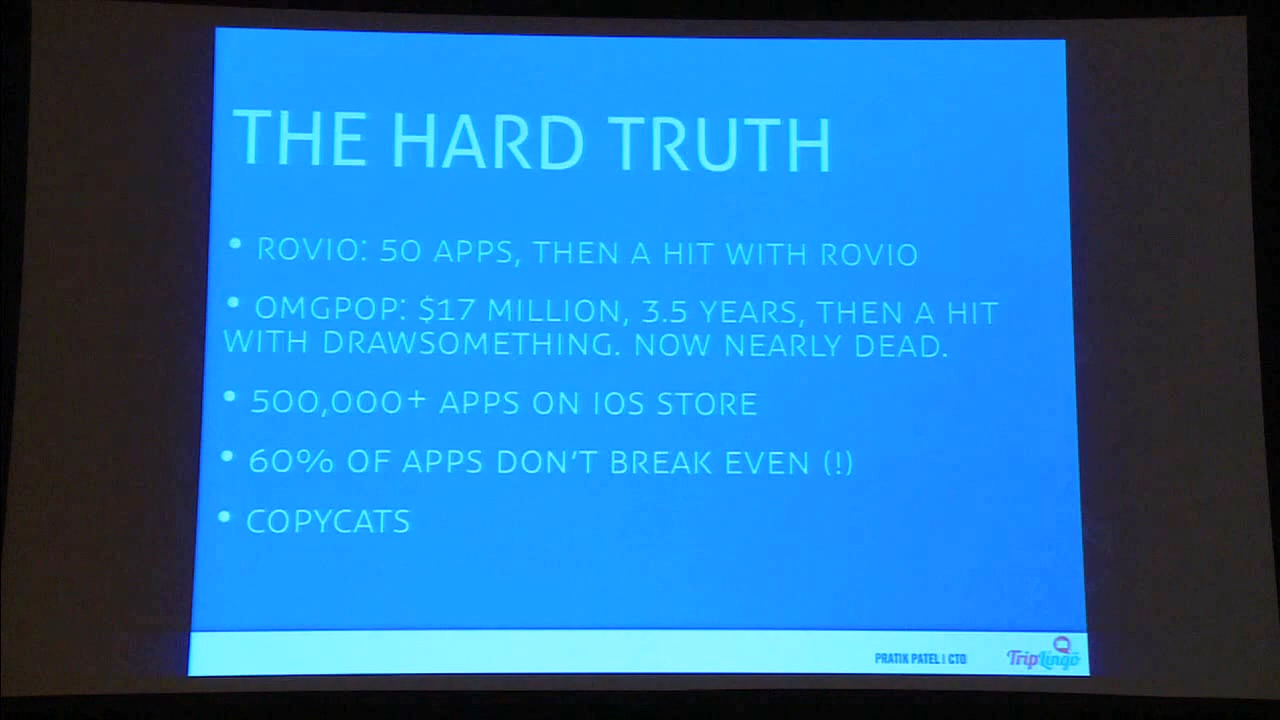 THE HARD TRUTH
• ROVIO: 50 APPS, THEN A HIT WITH ROVIO
• OMGPOP: $17 MILLION, 3.5 YEARS, THEN A HIT
WITH DRAWSOMETHING. NOW NEARLY DEAD.
• 500,000+ APPS ON IOS STORE
• 60% OF APPS DON'T BREAK EVEN (!)
• COPYCATS
PRATIK PATEL | CTO
TripLingo